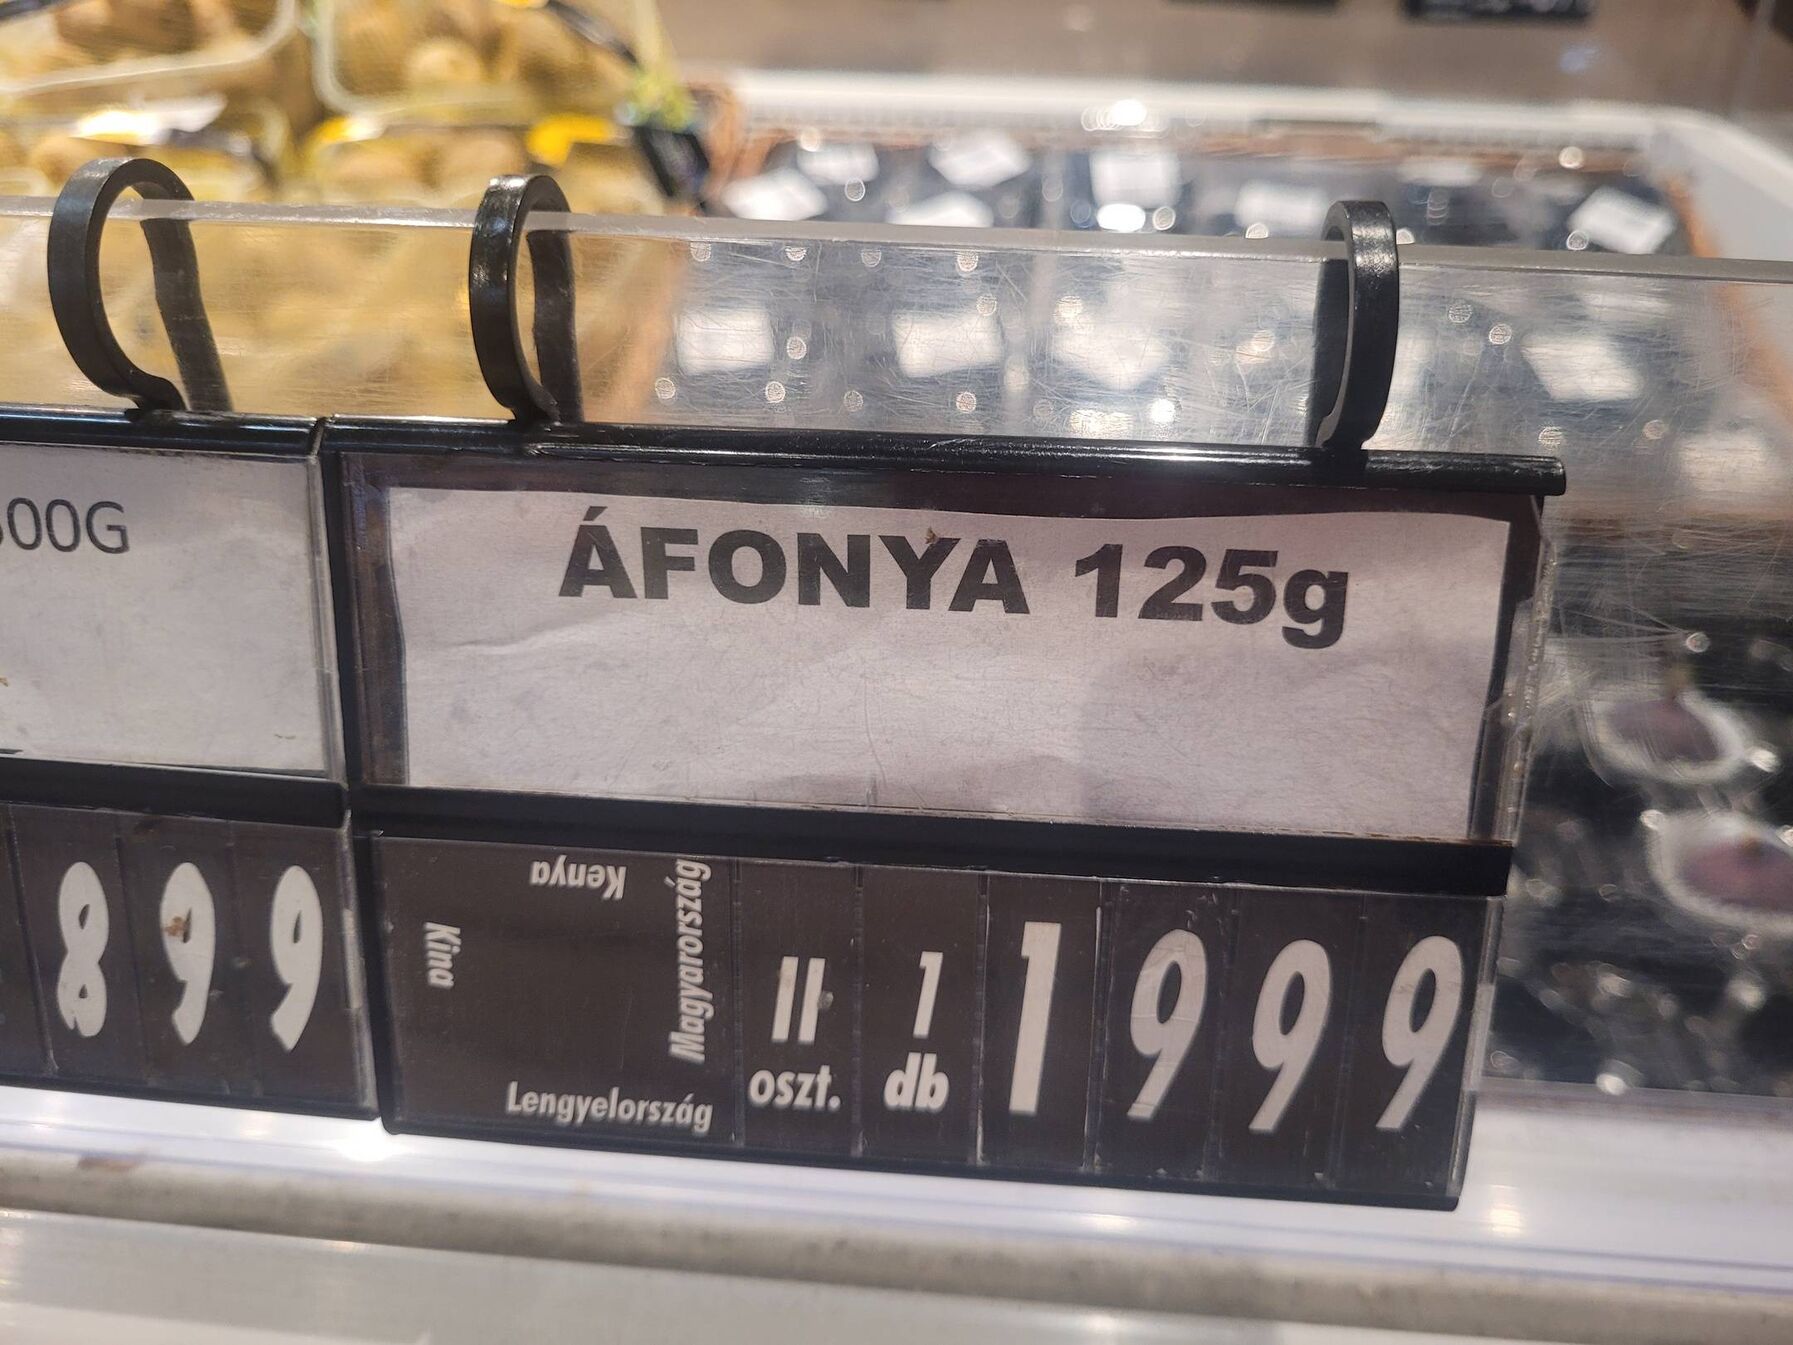 00G
899
ÁFONYA 125g
Kenya
Kína
Magyarország
Lengyelország
II oszt.
1 db
1999